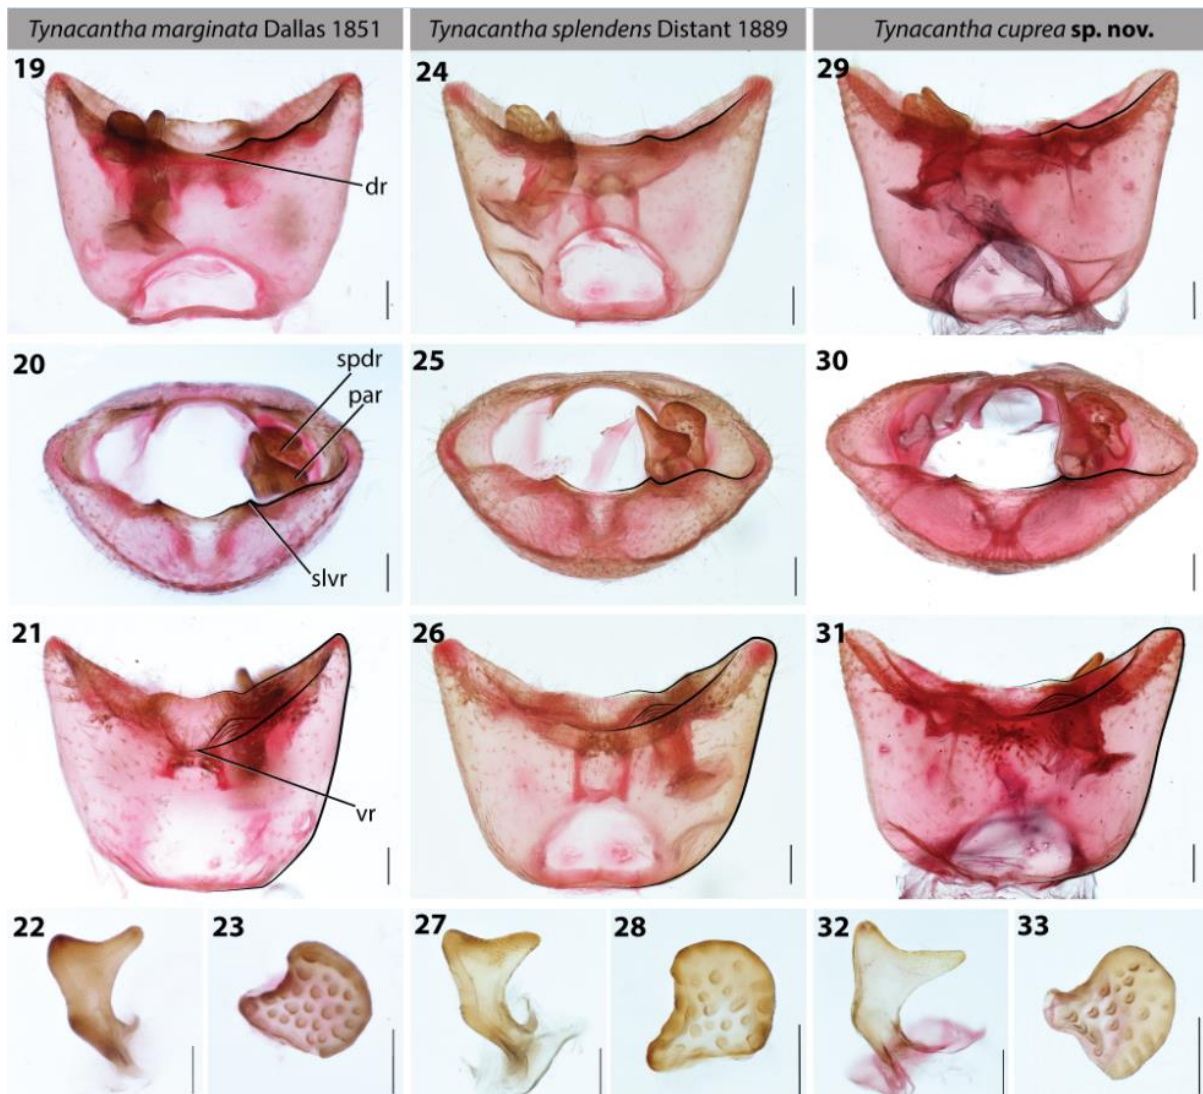 Tynacantha marginata Dallas 1851
Tynacantha splendens Distant 1889
Tynacantha cuprea sp. nov.
19
24
29
dr
20
25
30
spdr
par
slvr
21
26
31
vr
22
23
27
28
32
33